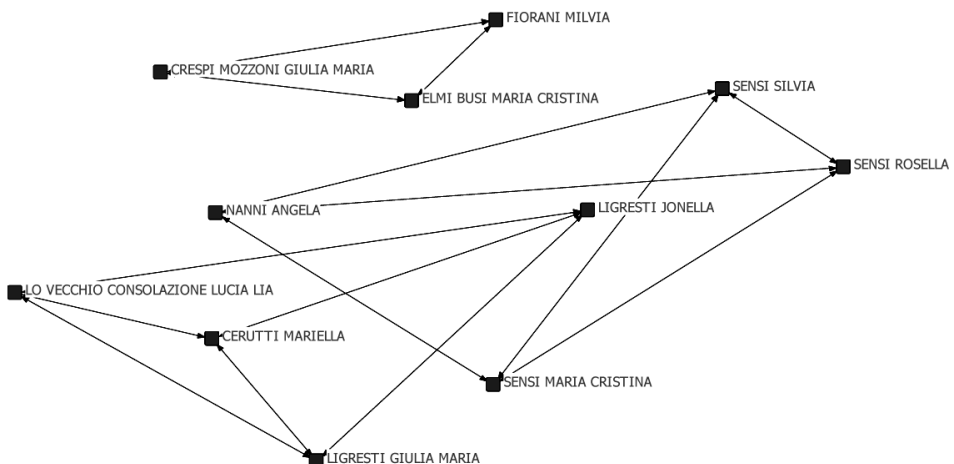 FIORANI MILVIA
CRESPI MOZZONI GIULIA MARIA
SENSI SILVIA
ELMI BUSI MARIA CRISTINA
SENSI ROSELLA
NANNI ANGELA
LIGRESTI JONELLA
LO VECCHIO CONSOLAZIONE LUCIA LIA
CERUTTI MARIELLA
SENSI MARIA CRISTINA
LIGRESTI GIULIA MARIA